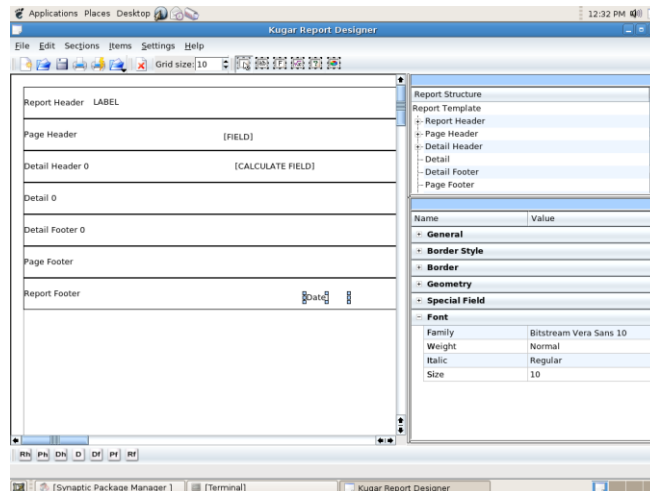 Applications Places Desktop 12:32 PM
Kugar Report Designer
File Edit Sections Items Settings Help
Grid size: 10
Report Header LABEL
Page Header [FIELD]
Detail Header 0 [CALCULATE FIELD]
Detail 0
Detail Footer 0
Page Footer
Report Footer Date
Report Structure
Report Template
Report Header
Page Header
Detail Header
Detail
Detail Footer
Page Footer
Name Value
General
Border Style
Border
Geometry
Special Field
Font
Family Bitstream Vera Sans 10
Weight Normal
Italic Regular
Size 10
Rh Ph Dh D Df Pf Rf
[Synaptic Package Manager ] [Terminal] Kugar Report Designer